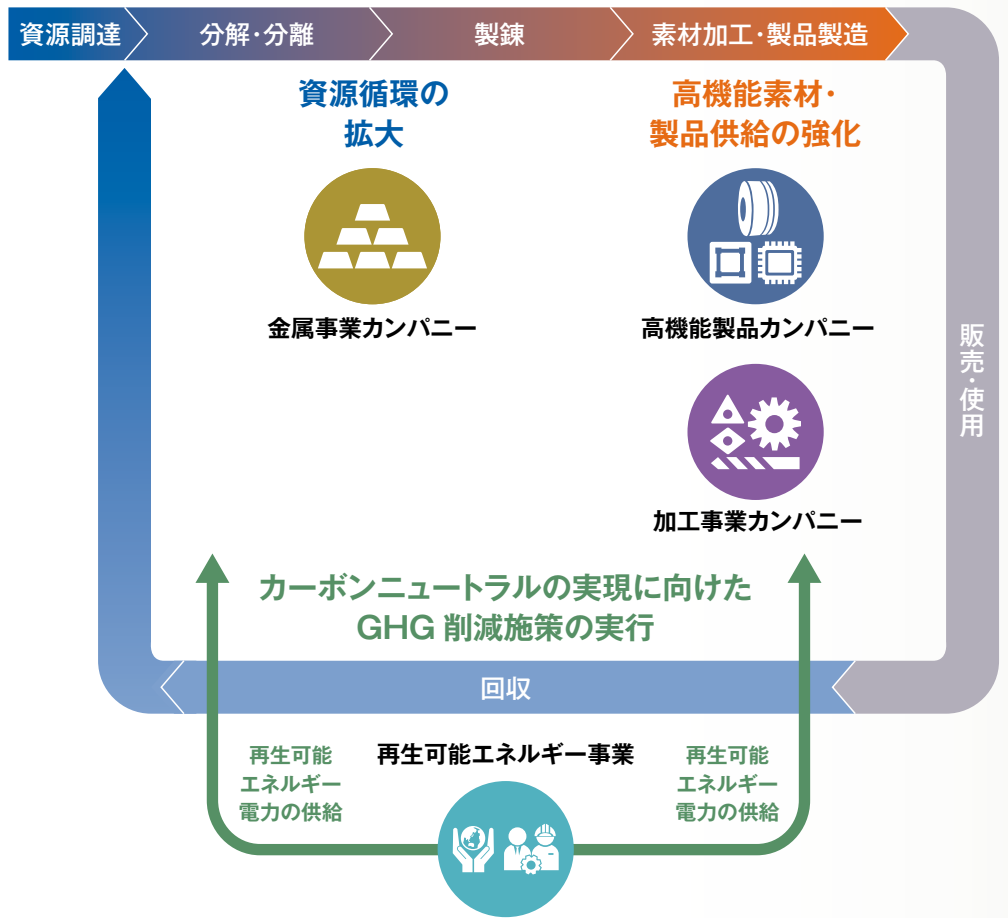 資源調達
分解・分離
製錬
素材加工・製品製造
資源循環の
拡大
高機能素材・
製品供給の強化
金属事業カンパニー
高機能製品カンパニー
加工事業カンパニー
販売・使用
カーボンニュートラルの実現に向けた
GHG 削減施策の実行
回収
再生可能
エネルギー
電力の供給
再生可能エネルギー事業
再生可能
エネルギー
電力の供給